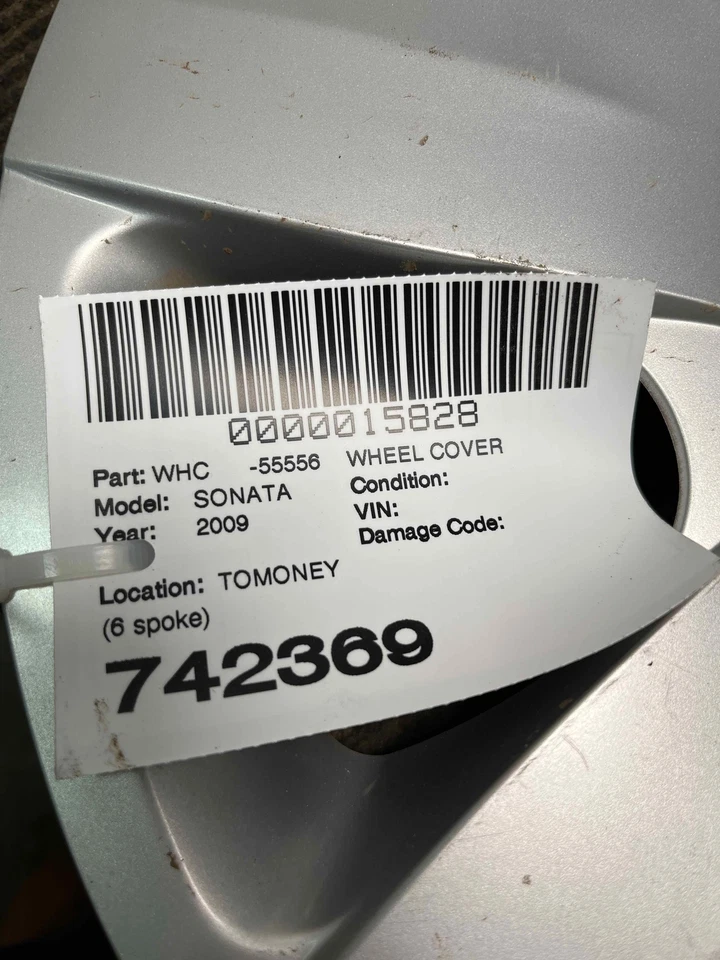 0000015828
Part: WHC -55556 WHEEL COVER
Model: SONATA Condition:
Year: 2009 VIN:
Damage Code:
Location: TOMONEY
(6 spoke)
742369